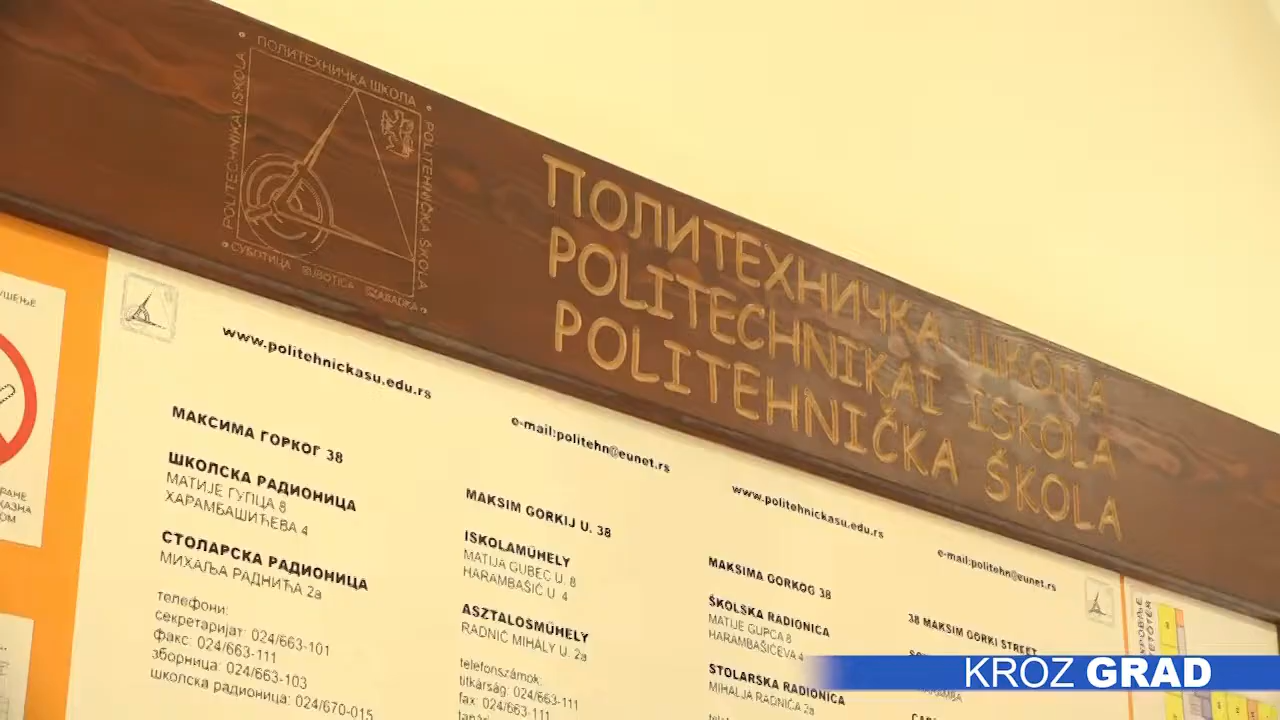 ПОЛИТЕХНИЧКА ШКОЛА
POLITECHNIKAI ISKOLA
POLITEHNIČKA ŠKOLA
СУБОТИЦА SUBOTICA SZABADKA
ПОЛИТЕХНИЧКА ШКОЛА
POLITECHNIKAI ISKOLA
POLITEHNIČKA ŠKOLA
www.politehnickasu.edu.rs
e-mail:politehn@eunet.rs
www.politehnickasu.edu.rs
e-mail:politehn@eunet.rs
МАКСИМА ГОРКОГ 38
ШКОЛСКА РАДИОНИЦА
МАТИЈЕ ГУПЦА 8
ХАРАМБАШИЋЕВА 4
СТОЛАРСКА РАДИОНИЦА
МИХАЉА РАДНИЋА 2a
телефони:
секретаријат: 024/663-101
факс: 024/663-111
зборница: 024/663-103
школска радионица: 024/670-015
MAKSIM GORKIJ U. 38
ISKOLAMŰHELY
MATIJA GUBEC U. 8
HARAMBAŠIĆ U. 4
ASZTALOSMŰHELY
RADNIĆ MIHÁLY U. 2a
telefonszámok:
titkárság: 024/663-111
fax: 024/663-111
MAKSIMA GORKOG 38
ŠKOLSKA RADIONICA
MATIJE GUPCA 8
HARAMBAŠIĆEVA 4
STOLARSKA RADIONICA
MIHALJA RADNIĆA 2a
38 MAKSIM GORKI STREET
KROZ GRAD